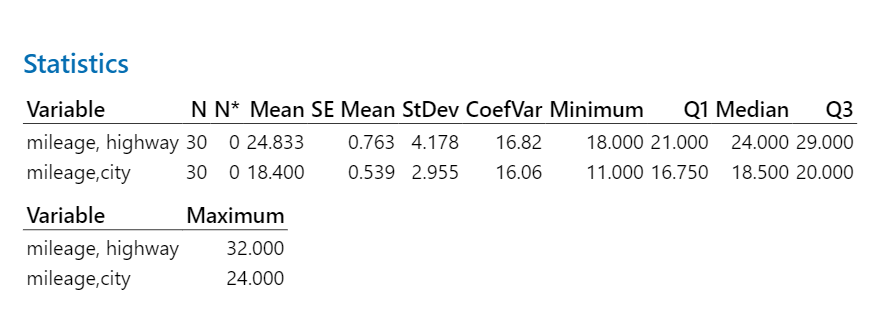 Statistics
Variable N N* Mean SE Mean StDev CoefVar Minimum Q1 Median Q3
mileage, highway 30 0 24.833 0.763 4.178 16.82 18.000 21.000 24.000 29.000
mileage,city 30 0 18.400 0.539 2.955 16.06 11.000 16.750 18.500 20.000
Variable Maximum
mileage, highway 32.000
mileage,city 24.000